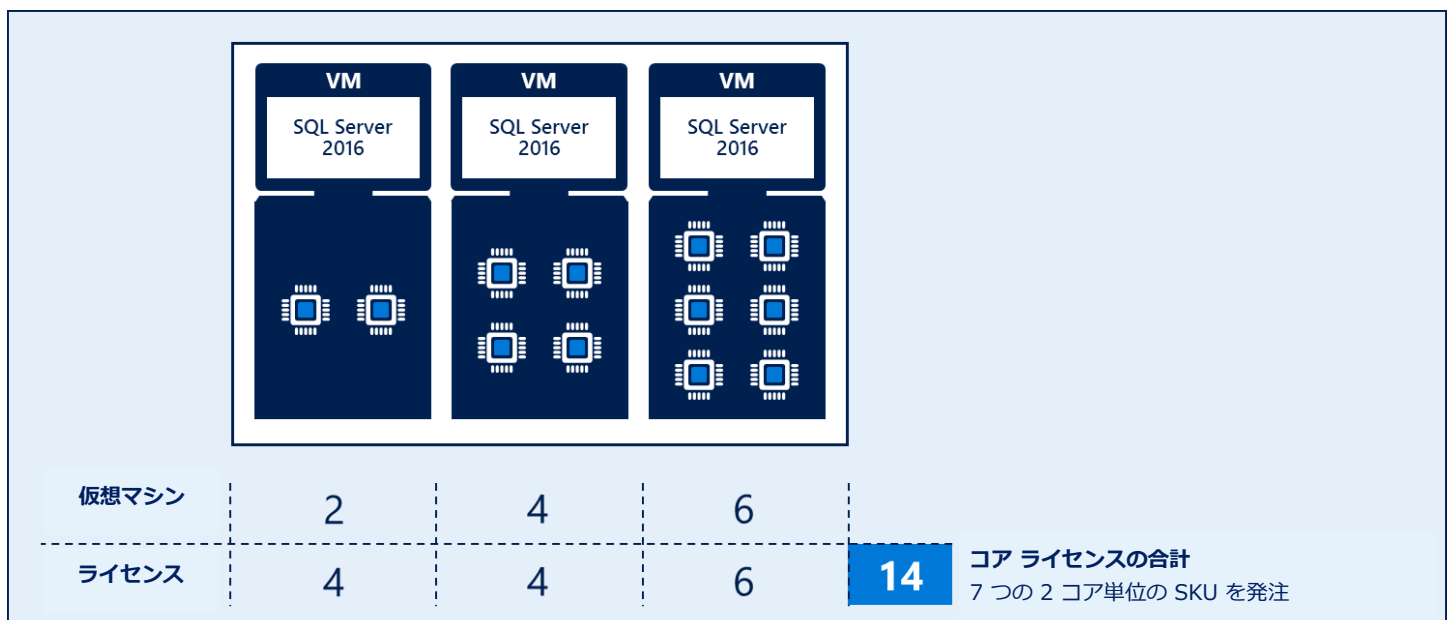 VM
SQL Server
2016
VM
SQL Server
2016
VM
SQL Server
2016
仮想マシン 2 4 6
ライセンス 4 4 6 14
コア ライセンスの合計
7 つの 2 コア単位の SKU を発注